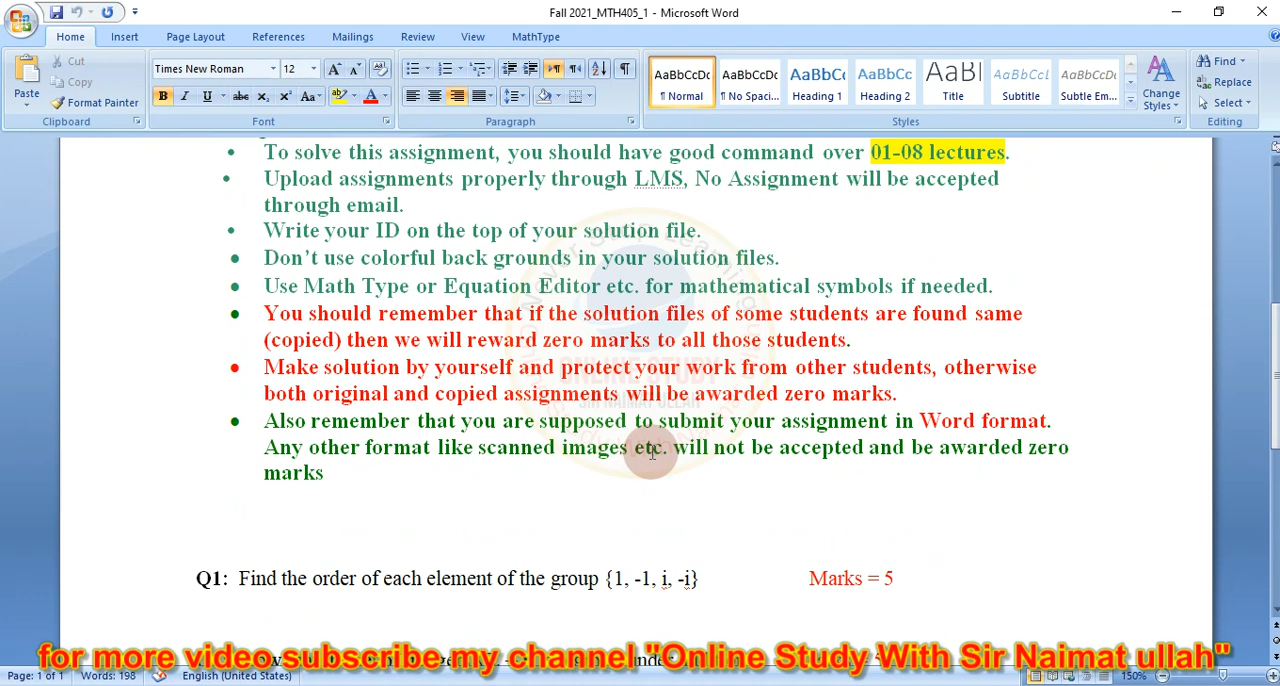 Fall 2021_MTH405_1 - Microsoft Word
Home Insert Page Layout References Mailings Review View MathType
Cut
Copy
Paste
Format Painter
Clipboard
Times New Roman 12
Font
Paragraph
AaBbCcDc AaBbCcDc AaBbC AaBbCc AaBl AaBbCcL AaBbCcDc
¶ Normal ¶ No Spaci... Heading 1 Heading 2 Title Subtitle Subtle Em...
Styles
Change
Styles
Find
Replace
Select
Editing
• To solve this assignment, you should have good command over 01-08 lectures.
• Upload assignments properly through LMS, No Assignment will be accepted
through email.
• Write your ID on the top of your solution file.
• Don’t use colorful back grounds in your solution files.
• Use Math Type or Equation Editor etc. for mathematical symbols if needed.
• You should remember that if the solution files of some students are found same
(copied) then we will reward zero marks to all those students.
• Make solution by yourself and protect your work from other students, otherwise
both original and copied assignments will be awarded zero marks.
• Also remember that you are supposed to submit your assignment in Word format.
Any other format like scanned images etc. will not be accepted and be awarded zero
marks
ONLINE STUDY
SIR NAIMAT ULLAH
Q1: Find the order of each element of the group {1, -1, i, -i} Marks = 5
for more video subscribe my channel "Online Study With Sir Naimat ullah"
Page: 1 of 1 Words: 198 English (United States) 150%